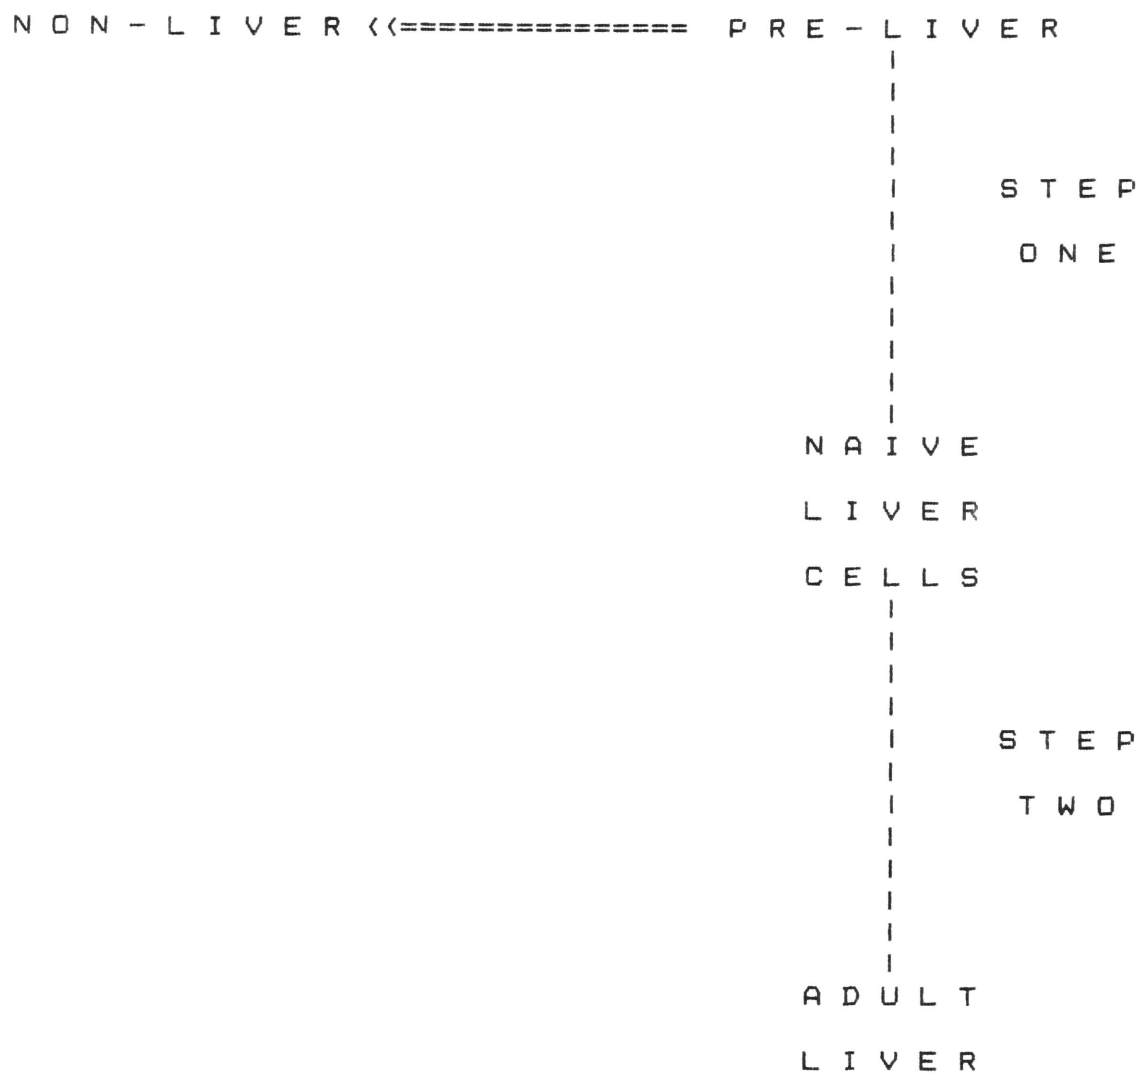 NON-LIVER <<=============== PRE-LIVER
STEP
ONE
NAIVE
LIVER
CELLS
STEP
TWO
ADULT
LIVER